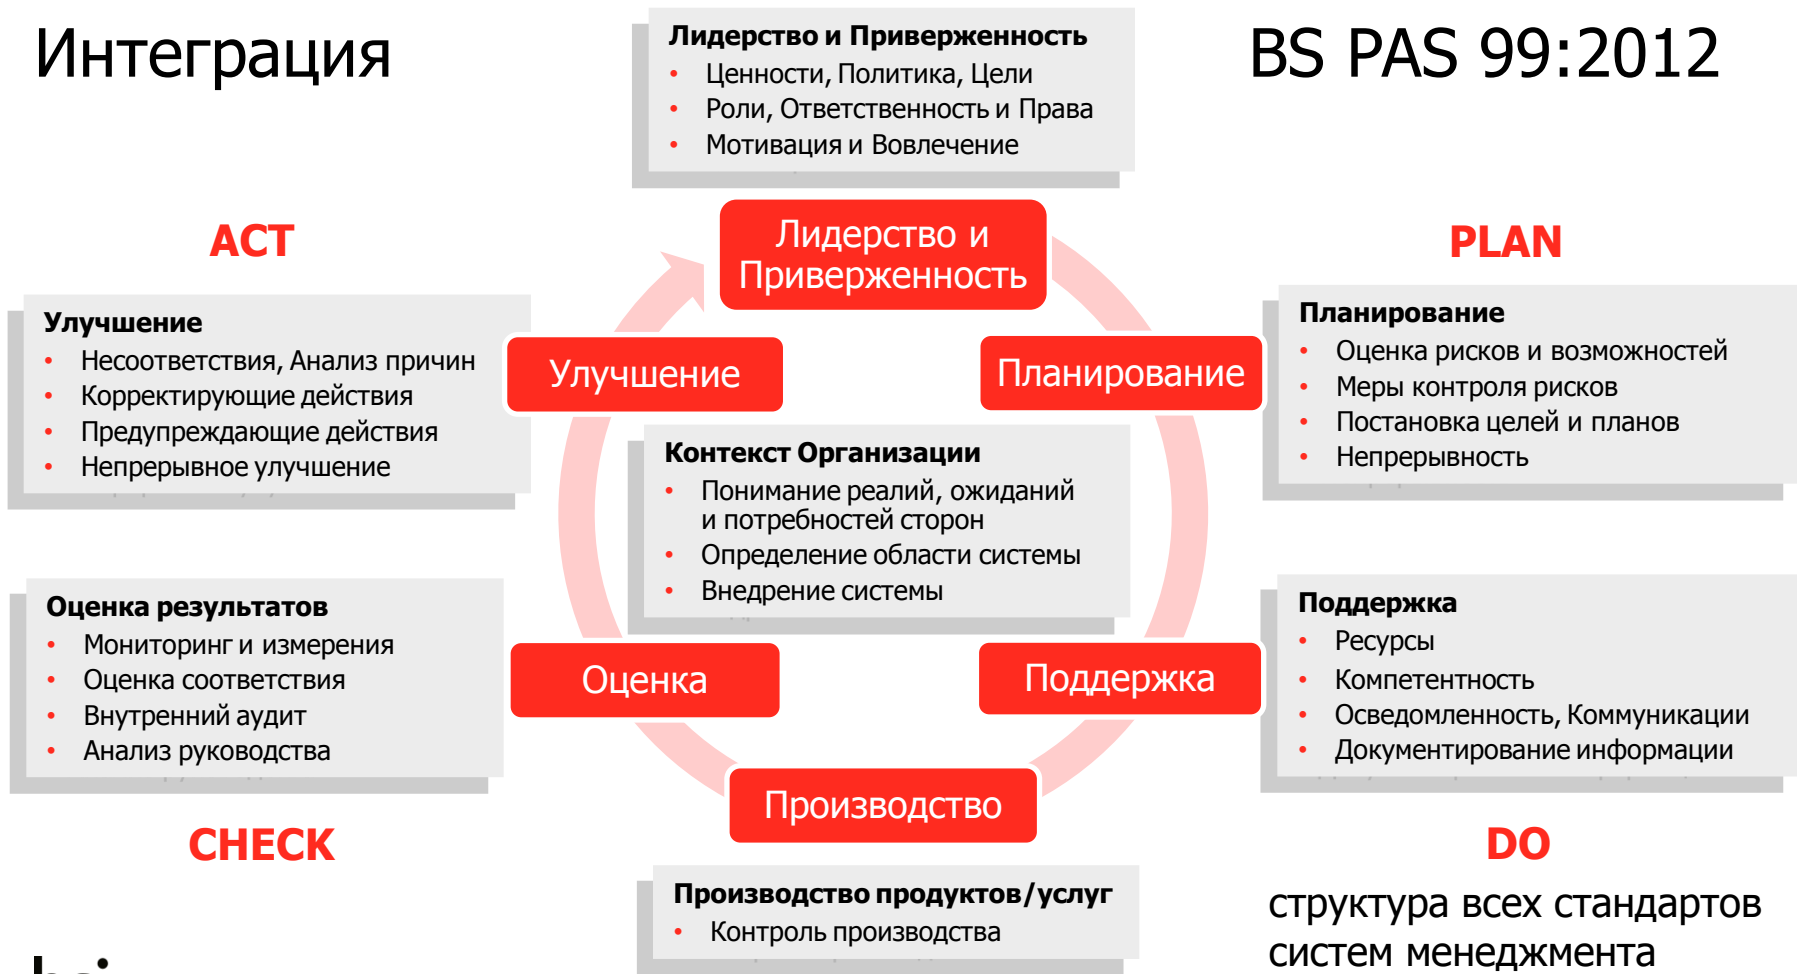 Интеграция
BS PAS 99:2012
Лидерство и Приверженность
• Ценности, Политика, Цели
• Роли, Ответственность и Права
• Мотивация и Вовлечение
ACT
PLAN
Лидерство и
Приверженность
Улучшение
• Несоответствия, Анализ причин
• Корректирующие действия
• Предупреждающие действия
• Непрерывное улучшение
Улучшение
Планирование
Планирование
• Оценка рисков и возможностей
• Меры контроля рисков
• Постановка целей и планов
• Непрерывность
Контекст Организации
• Понимание реалий, ожиданий
и потребностей сторон
• Определение области системы
• Внедрение системы
Оценка результатов
• Мониторинг и измерения
• Оценка соответствия
• Внутренний аудит
• Анализ руководства
Оценка
Поддержка
Поддержка
• Ресурсы
• Компетентность
• Осведомленность, Коммуникации
• Документирование информации
Производство
CHECK
DO
Производство продуктов/услуг
• Контроль производства
структура всех стандартов
систем менеджмента